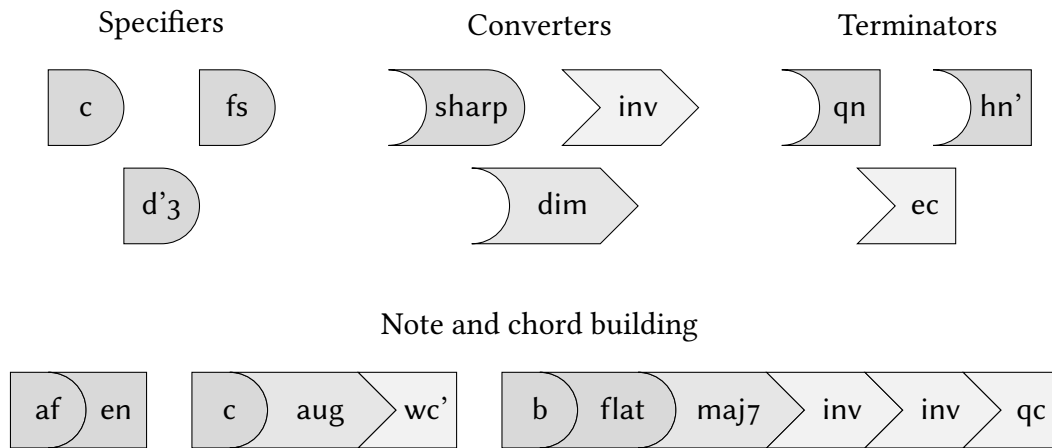 Specifiers Converters Terminators
c fs sharp inv qn hn'
d'3 dim ec
Note and chord building
af en c aug wc' b flat maj7 inv inv qc